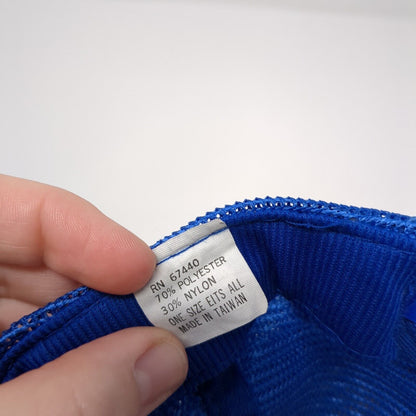 RN 67440
70% POLYESTER
30% NYLON
ONE SIZE FITS ALL
MADE IN TAIWAN